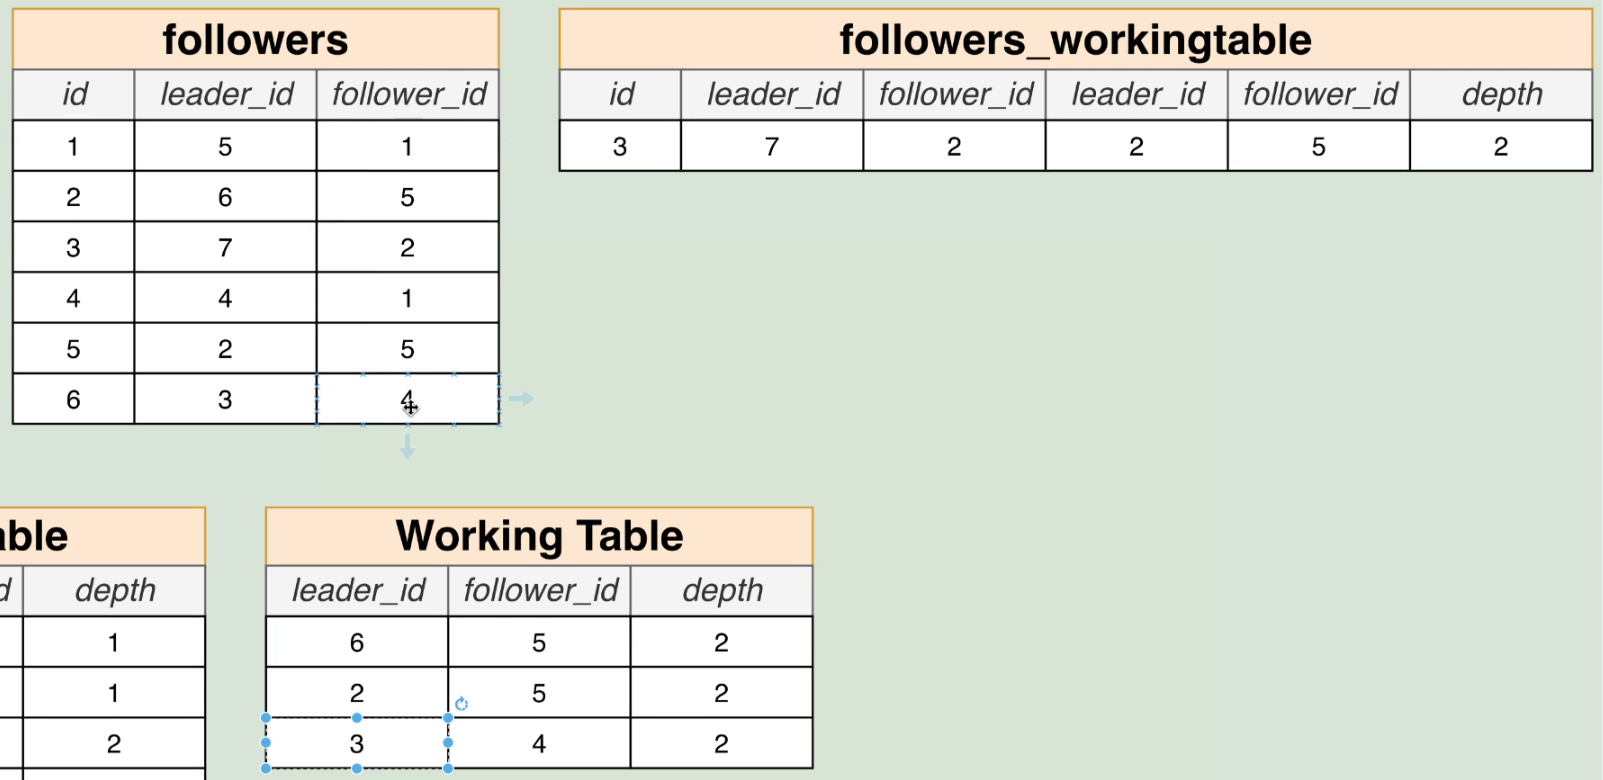 followers
id leader_id follower_id
1 5 1
2 6 5
3 7 2
4 4 1
5 2 5
6 3 4
followers_workingtable
id leader_id follower_id leader_id follower_id depth
3 7 2 2 5 2
able
d depth
1
1
2
Working Table
leader_id follower_id depth
6 5 2
2 5 2
3 4 2